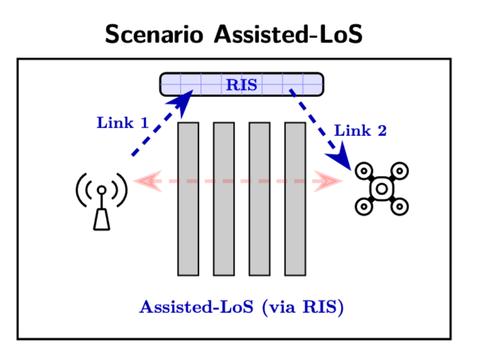 Scenario Assisted-LoS
RIS
Link 1
Link 2
Assisted-LoS (via RIS)